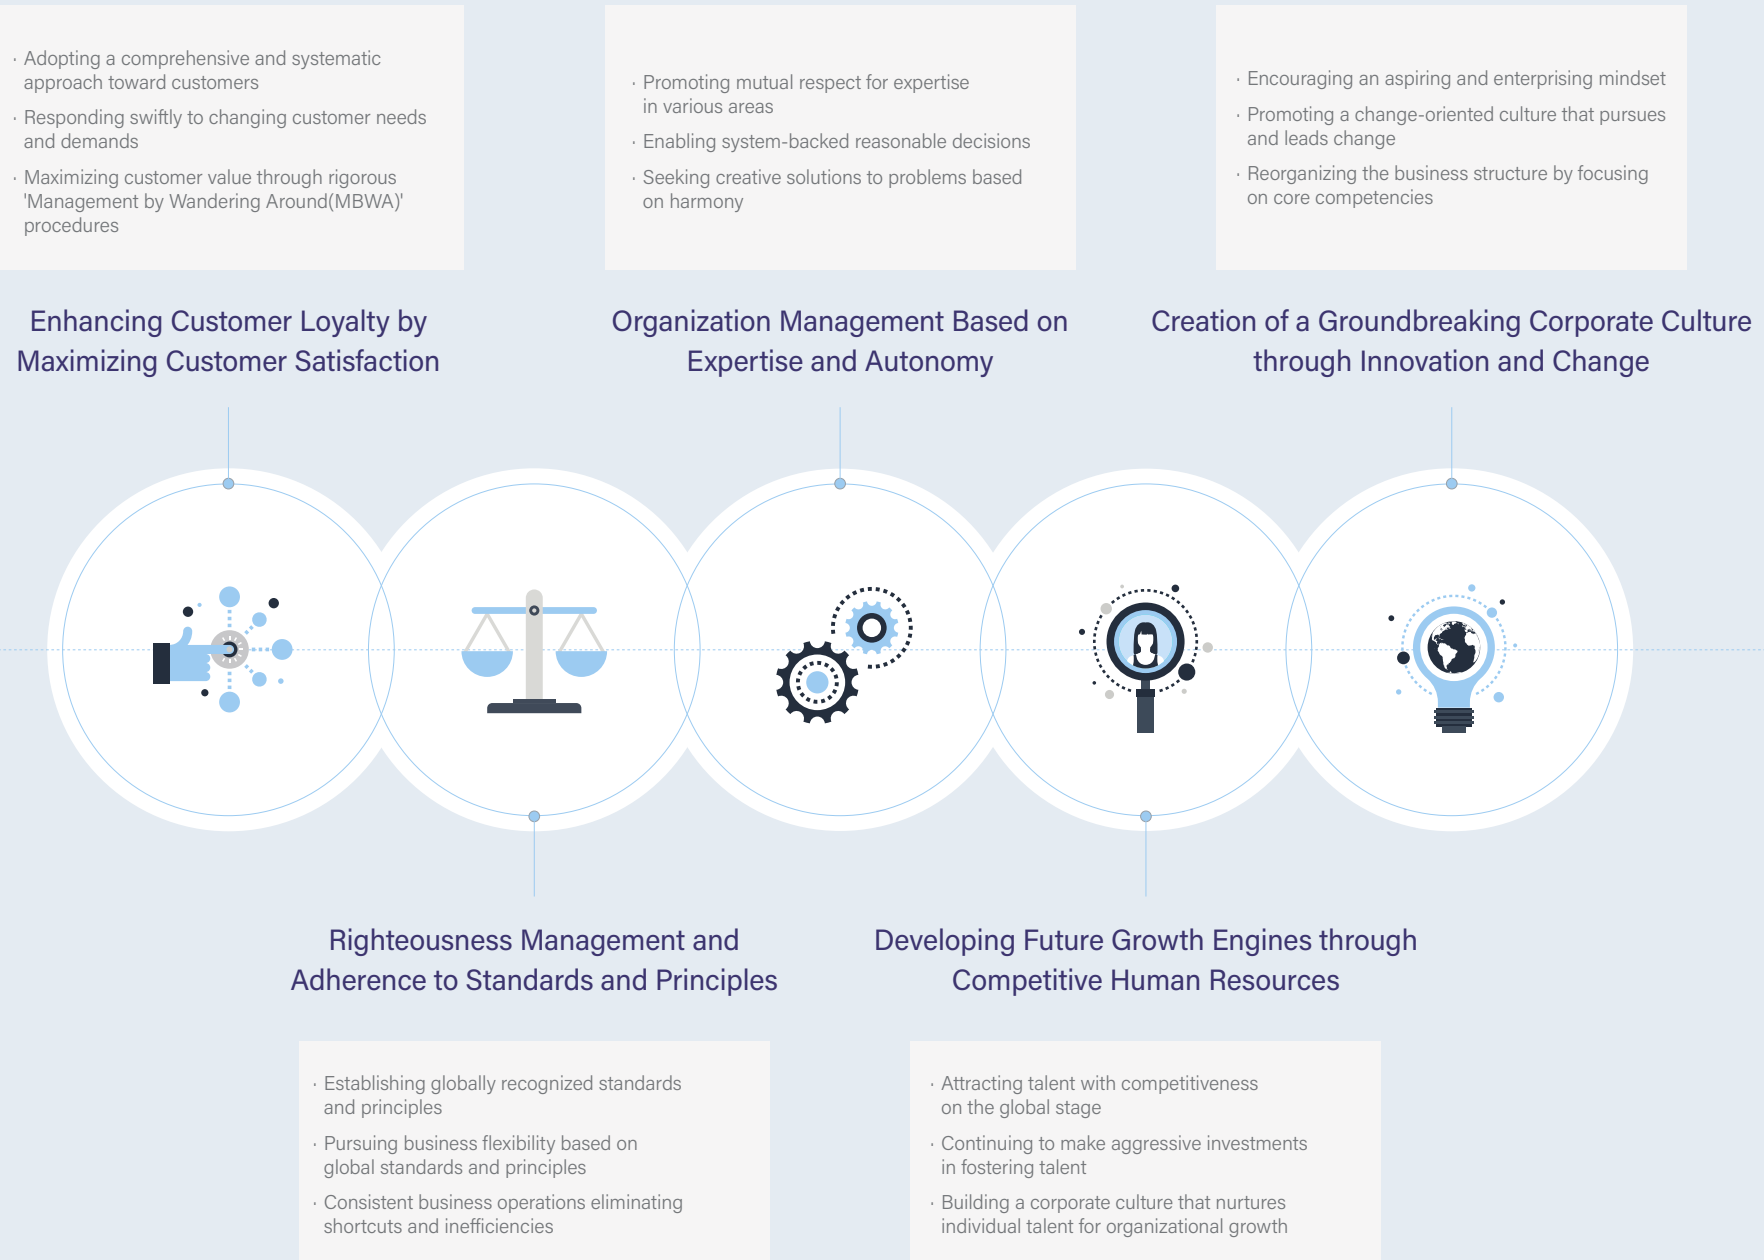 · Adopting a comprehensive and systematic
approach toward customers
· Responding swiftly to changing customer needs
and demands
· Maximizing customer value through rigorous
'Management by Wandering Around(MBWA)'
procedures
Enhancing Customer Loyalty by
Maximizing Customer Satisfaction
· Promoting mutual respect for expertise
in various areas
· Enabling system-backed reasonable decisions
· Seeking creative solutions to problems based
on harmony
Organization Management Based on
Expertise and Autonomy
· Encouraging an aspiring and enterprising mindset
· Promoting a change-oriented culture that pursues
and leads change
· Reorganizing the business structure by focusing
on core competencies
Creation of a Groundbreaking Corporate Culture
through Innovation and Change
Righteousness Management and
Adherence to Standards and Principles
· Establishing globally recognized standards
and principles
· Pursuing business flexibility based on
global standards and principles
· Consistent business operations eliminating
shortcuts and inefficiencies
Developing Future Growth Engines through
Competitive Human Resources
· Attracting talent with competitiveness
on the global stage
· Continuing to make aggressive investments
in fostering talent
· Building a corporate culture that nurtures
individual talent for organizational growth